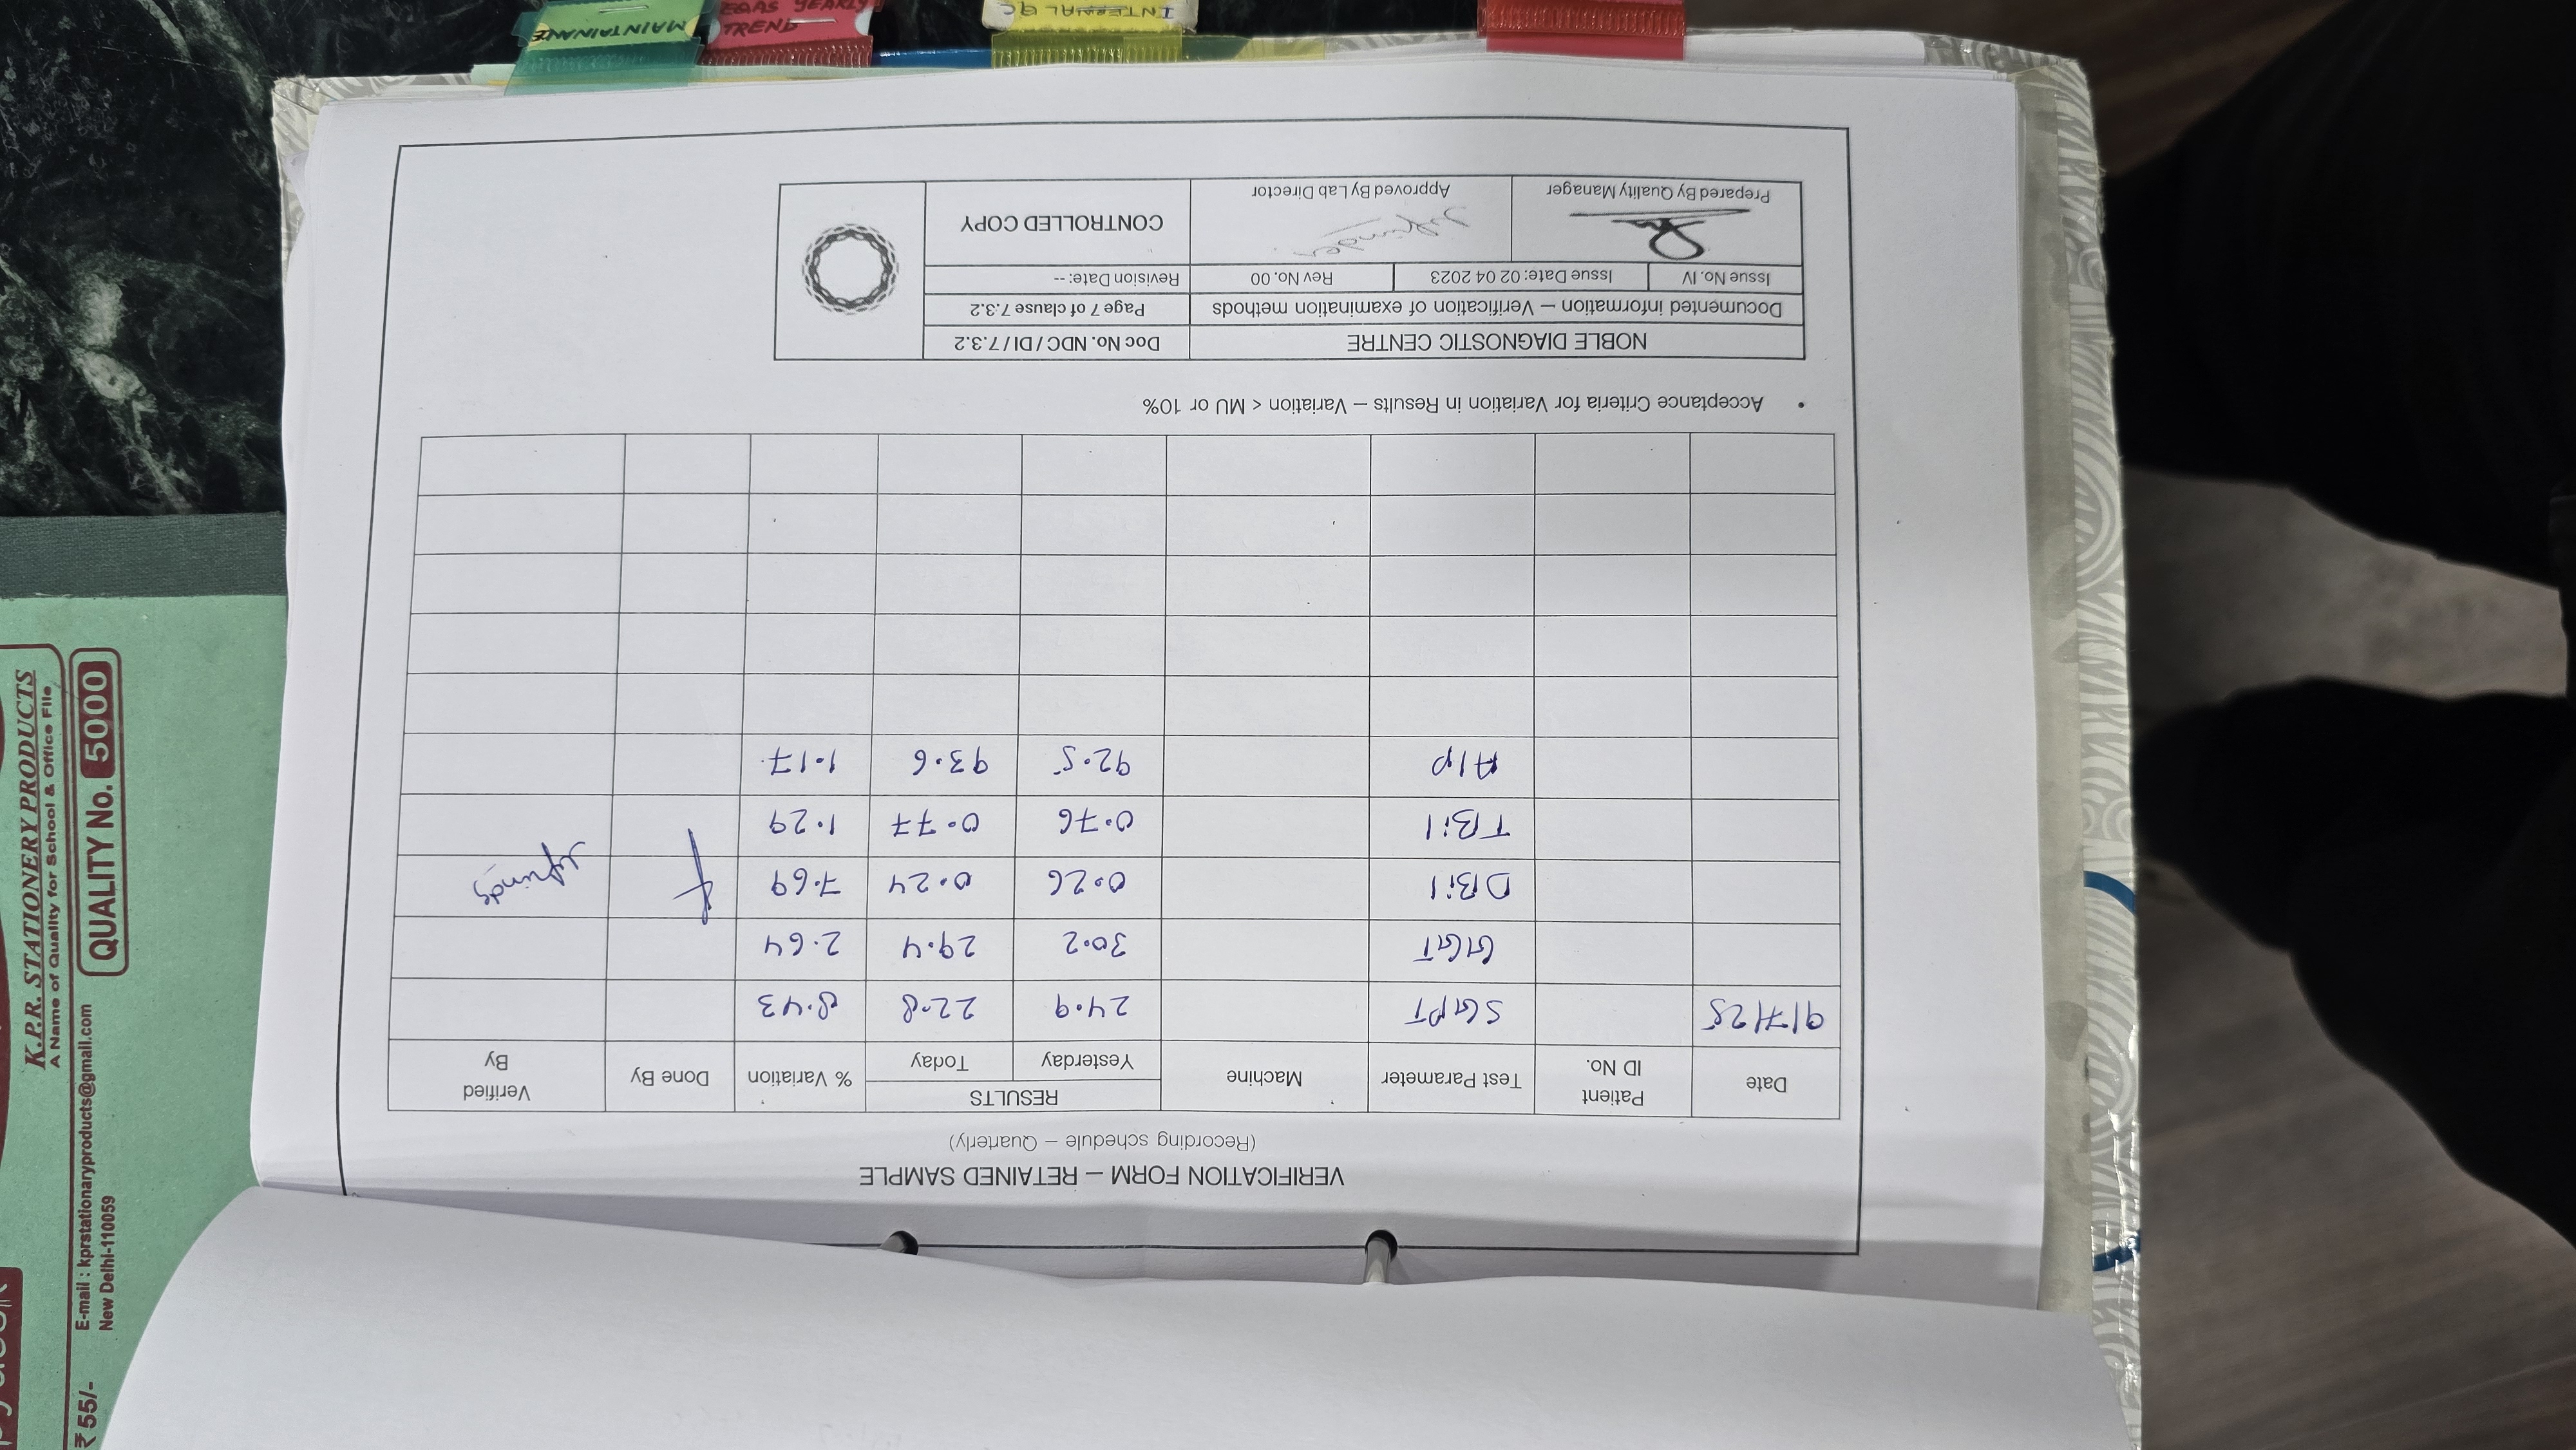 VERIFICATION FORM – RETAINED SAMPLE
(Recording schedule – Quarterly)
Date Patient ID No. Test Parameter Machine RESULTS Yesterday Today % Variation Done By Verified By
9/7/25 SGPT 24.9 22.8 8.43
GGT 30.2 29.4 2.64
DBil 0.26 0.24 7.69
TBil 0.76 0.77 1.29
Alp 92.5 93.6 1.17
• Acceptance Criteria for Variation in Results – Variation < MU or 10%
NOBLE DIAGNOSTIC CENTRE Doc No. NDC / DI / 7.3.2
Documented information – Verification of examination methods Page 7 of clause 7.3.2
Issue No. IV Issue Date: 02 04 2023 Rev No. 00 Revision Date: --
CONTROLLED COPY
Prepared By Quality Manager Approved By Lab Director
MAINTAINANCE
EQAS YEARLY
TREND
INTERNAL QC
K.P.R. STATIONERY PRODUCTS
A Name of Quality for School & Office File
QUALITY No. 5000
E-mail : kprstationaryproducts@gmail.com
New Delhi-110059
₹ 55/-